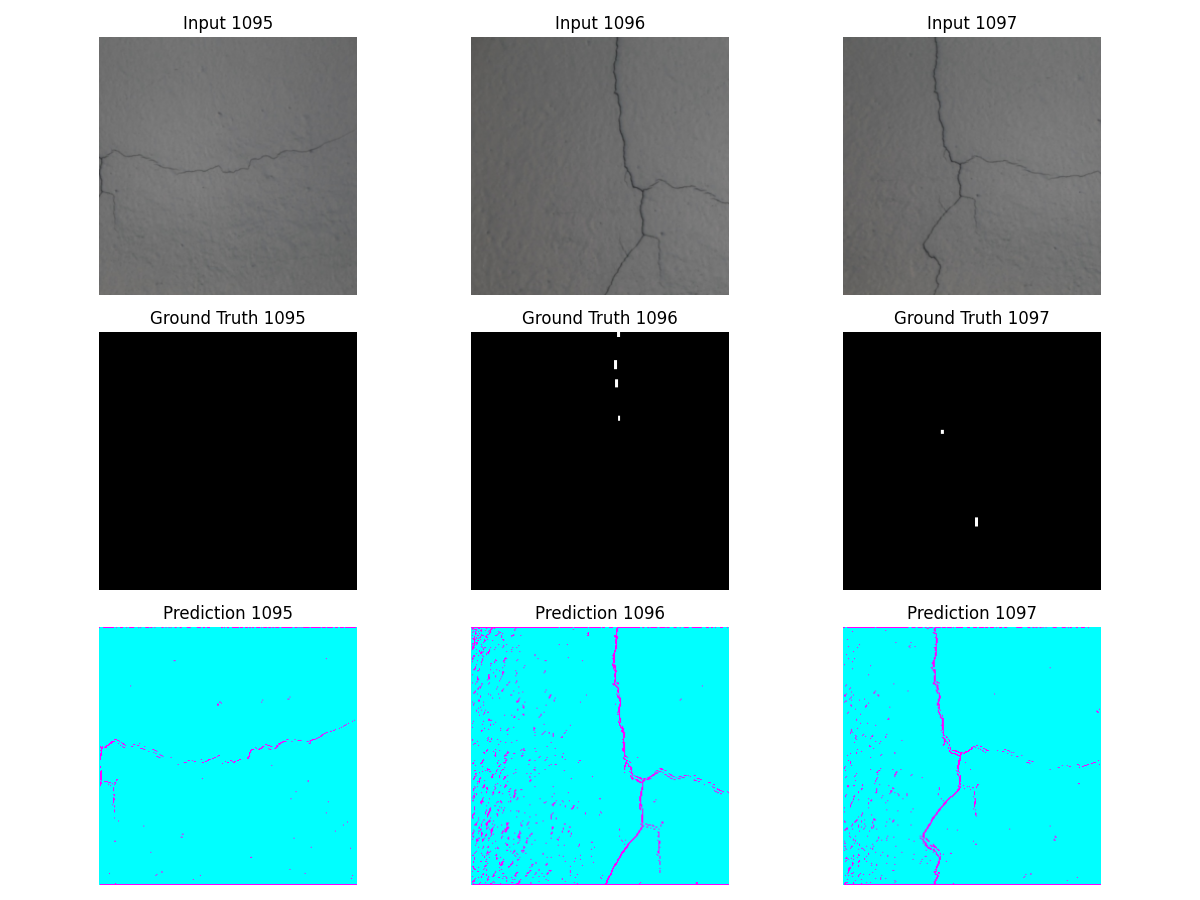 Input 1095
Input 1096
Input 1097
Ground Truth 1095
Ground Truth 1096
Ground Truth 1097
Prediction 1095
Prediction 1096
Prediction 1097